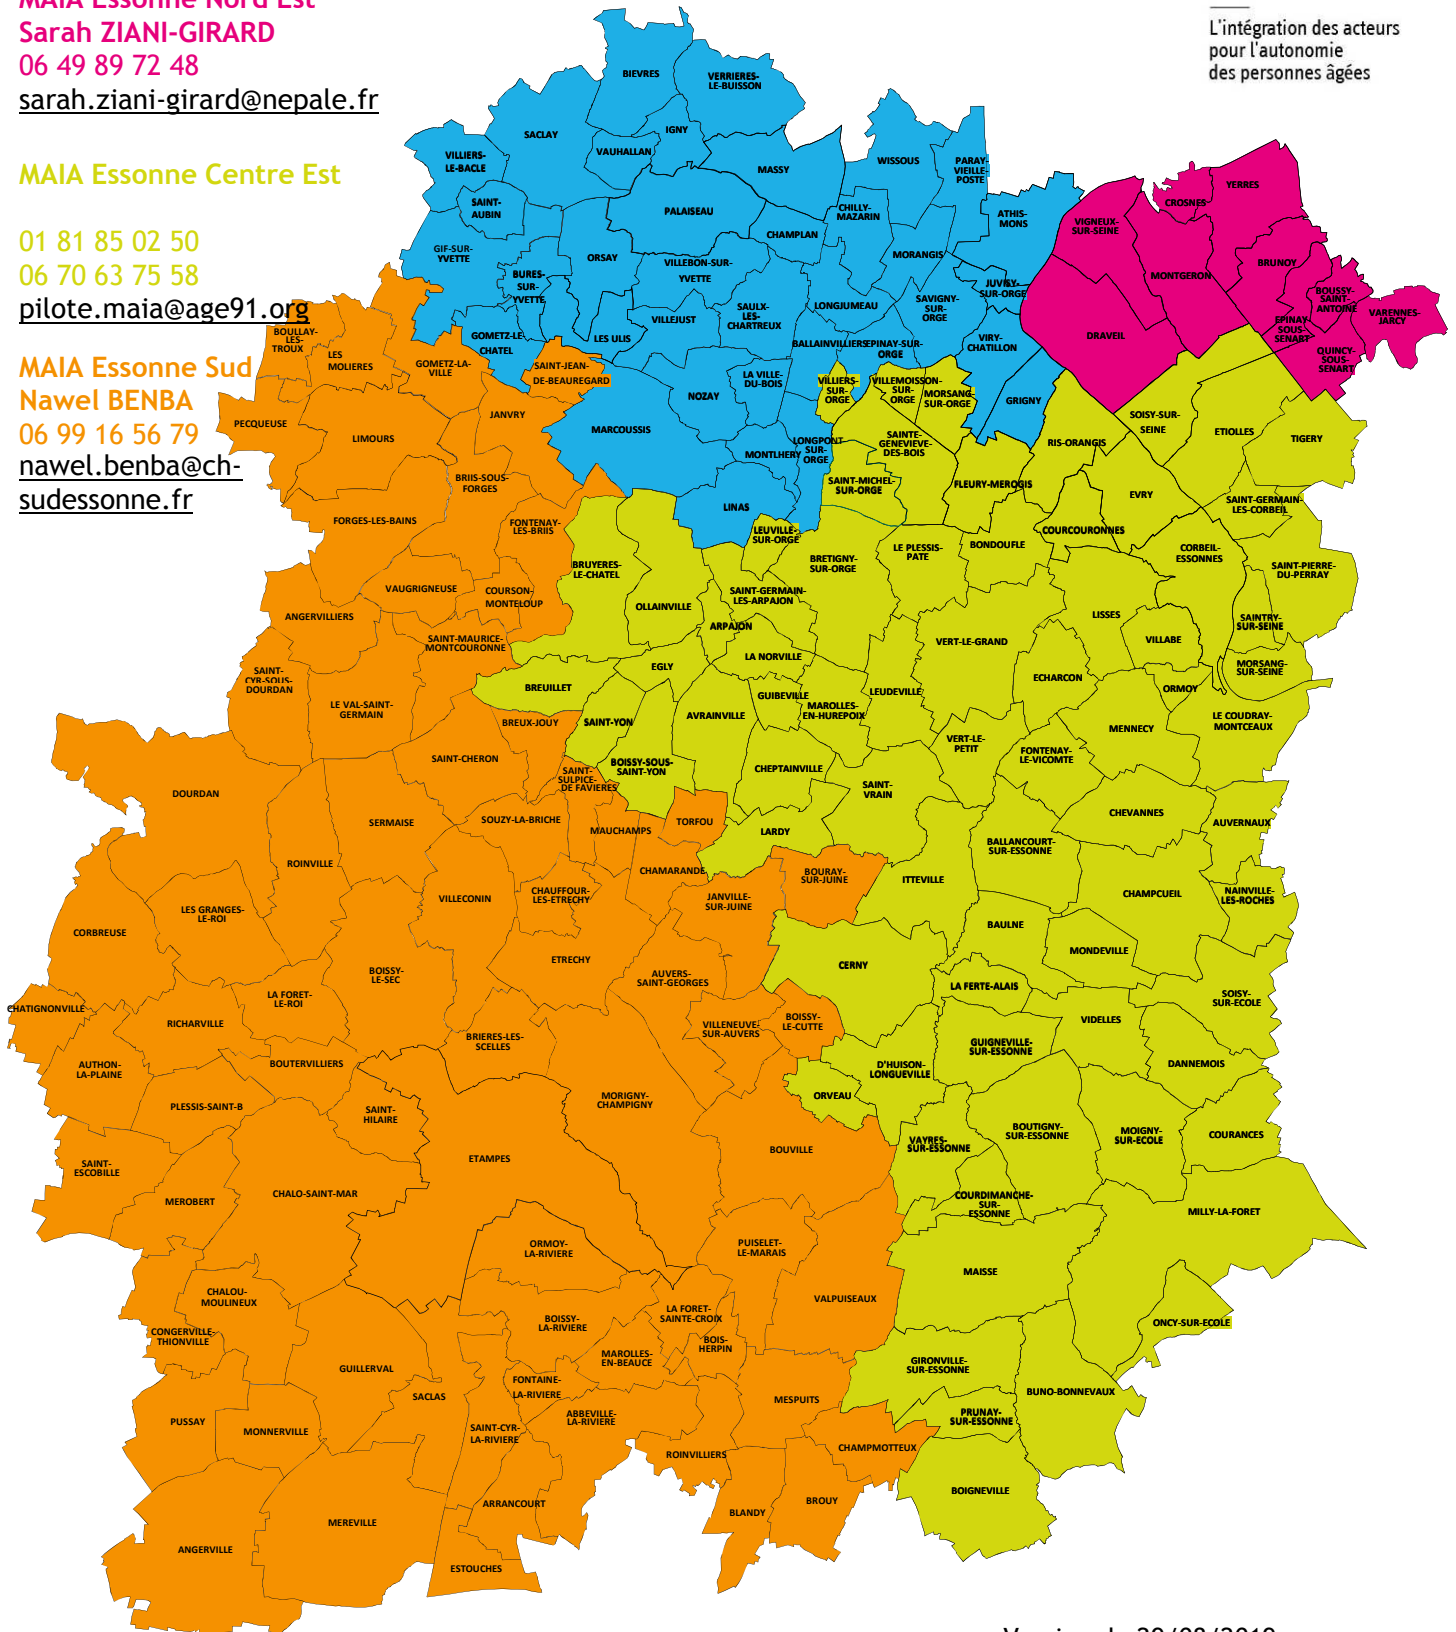 MAIA Essonne Nord Est
Sarah ZIANI-GIRARD
06 49 89 72 48
sarah.ziani-girard@nepale.fr
L'intégration des acteurs
pour l'autonomie
des personnes âgées
MAIA Essonne Centre Est
01 81 85 02 50
06 70 63 75 58
pilote.maia@age91.org
MAIA Essonne Sud
Nawel BENBA
06 99 16 56 79
nawel.benba@ch-
sudessonne.fr
BIEVRES
VERRIERES-
LE-BUISSON
SACLAY
IGNY
VAUHALLAN
VILLIERS-
LE-BACLE
MASSY
WISSOUS
PARAY-
VIEILLE-
POSTE
SAINT-
AUBIN
PALAISEAU
CHILLY-
MAZARIN
ATHIS-
MONS
CHAMPLAN
GIF-SUR-
YVETTE
ORSAY
VILLEBON-SUR-
YVETTE
MORANGIS
BURES-
SUR-
YVETTE
JUVISY-
SUR-ORGE
SAULX-
LES-
CHARTREUX
LONGJUMEAU
SAVIGNY-
SUR-
ORGE
VILLEJUST
GOMETZ-LE-
CHATEL
LES ULIS
BALLAINVILLIERS
EPINAY-SUR-
ORGE
VIRY-
CHATILLON
LA VILLE-
DU-BOIS
NOZAY
GRIGNY
MARCOUSSIS
MONTLHERY
LONGPONT-
SUR-
ORGE
LINAS
YERRES
CROSNES
VIGNEUX-
SUR-SEINE
MONTGERON
BRUNOY
BOUSSY-
SAINT-
ANTOINE
VARENNES-
JARCY
EPINAY-
SOUS-
SENART
DRAVEIL
QUINCY-
SOUS-
SENART
BOULLAY-
LES-
TROUX
LES
MOLIERES
GOMETZ-LA-
VILLE
SAINT-JEAN-
DE-BEAUREGARD
PECQUEUSE
LIMOURS
JANVRY
BRIIS-SOUS-
FORGES
FORGES-LES-BAINS
FONTENAY-
LES-BRIIS
VAUGRIGNEUSE
COURSON-
MONTELOUP
ANGERVILLIERS
SAINT-MAURICE-
MONTCOURONNE
SAINT-
CYR-SOUS-
DOURDAN
LE VAL-SAINT-
GERMAIN
BREUX-JOUY
SAINT-CHERON
SAINT-
SULPICE-
DE FAVIERES
DOURDAN
SERMAISE
SOUZY-LA-BRICHE
MAUCHAMPS
TORFOU
ROINVILLE
CHAMARANDE
BOURAY-
SUR-JUINE
VILLECONIN
CHAUFFOUR-
LES-ETRECHY
JANVILLE-
SUR-JUINE
LES GRANGES-
LE-ROI
CORBREUSE
ETRECHY
BOISSY-
LE-SEC
AUVERS-
SAINT-GEORGES
LA FORET-
LE-ROI
CHATIGNONVILLE
RICHARVILLE
VILLENEUVE-
SUR-AUVERS
BOISSY-
LE-CUTTE
BRIERES-LES-
SCELLES
AUTHON-
LA-PLAINE
BOUTERVILLIERS
PLESSIS-SAINT-B
SAINT-
HILAIRE
MORIGNY-
CHAMPIGNY
SAINT-
ESCOBILLE
ETAMPES
BOUVILLE
MEROBERT
CHALO-SAINT-MAR
ORMOY-
LA-RIVIERE
PUISELET-
LE-MARAIS
CHALOU-
MOULINEUX
VALPUISEAUX
BOISSY-
LA-RIVIERE
LA FORET-
SAINTE-CROIX
CONGERVILLE-
THIONVILLE
BOIS-
HERPIN
MAROLLES-
EN-BEAUCE
GUILLERVAL
FONTAINE-
LA-RIVIERE
SACLAS
MESPUITS
PUSSAY
MONNERVILLE
SAINT-CYR-
LA-RIVIERE
ABBEVILLE-
LA-RIVIERE
ROINVILLIERS
CHAMPMOTTEUX
ARRANCOURT
BLANDY
BROUY
MEREVILLE
ANGERVILLE
ESTOUCHES
VILLIERS-
SUR-
ORGE
VILLEMOISSON-
SUR-
ORGE
MORSANG-
SUR-ORGE
SOISY-SUR-
SEINE
ETIOLLES
TIGERY
SAINTE-
GENEVIEVE-
DES-BOIS
RIS-ORANGIS
SAINT-MICHEL-
SUR-ORGE
FLEURY-MEROGIS
EVRY
SAINT-GERMAIN-
LES-CORBEIL
LEUVILLE-
SUR-ORGE
COURCOURONNES
BRETIGNY-
SUR-ORGE
LE PLESSIS-
PATE
BONDOUFLE
CORBEIL-
ESSONNES
SAINT-PIERRE-
DU-PERRAY
BRUYERES-
LE-CHATEL
OLLAINVILLE
SAINT-GERMAIN-
LES-ARPAJON
ARPAJON
LISSES
SAINTRY-
SUR-SEINE
VILLABE
VERT-LE-GRAND
LA NORVILLE
EGLY
MORSANG-
SUR-SEINE
BREUILLET
GUIBEVILLE
LEUDEVILLE
ECHARCON
ORMOY
SAINT-YON
AVRAINVILLE
MAROLLES-
EN-HUREPOIX
LE COUDRAY-
MONTCEAUX
MENNECY
VERT-LE-
PETIT
FONTENAY-
LE-VICOMTE
BOISSY-SOUS-
SAINT-YON
CHEPTAINVILLE
SAINT-
VRAIN
CHEVANNES
AUVERNAUX
LARDY
BALLANCOURT-
SUR-ESSONNE
ITTEVILLE
CHAMPCUEIL
NAINVILLE-
LES-ROCHES
BAULNE
MONDEVILLE
CERNY
LA FERTE-ALAIS
SOISY-
SUR-ECOLE
VIDELLES
GUIGNEVILLE-
SUR-ESSONNE
DANNEMOIS
D'HUISON-
LONGUEVILLE
ORVEAU
BOUTIGNY-
SUR-ESSONNE
MOIGNY-
SUR-ECOLE
COURANCES
VAYRES-
SUR-ESSONNE
COURDIMANCHE-
SUR-
ESSONNE
MILLY-LA-FORET
MAISSE
ONCY-SUR-ECOLE
GIRONVILLE-
SUR-ESSONNE
BUNO-BONNEVAUX
PRUNAY-
SUR-ESSONNE
BOIGNEVILLE